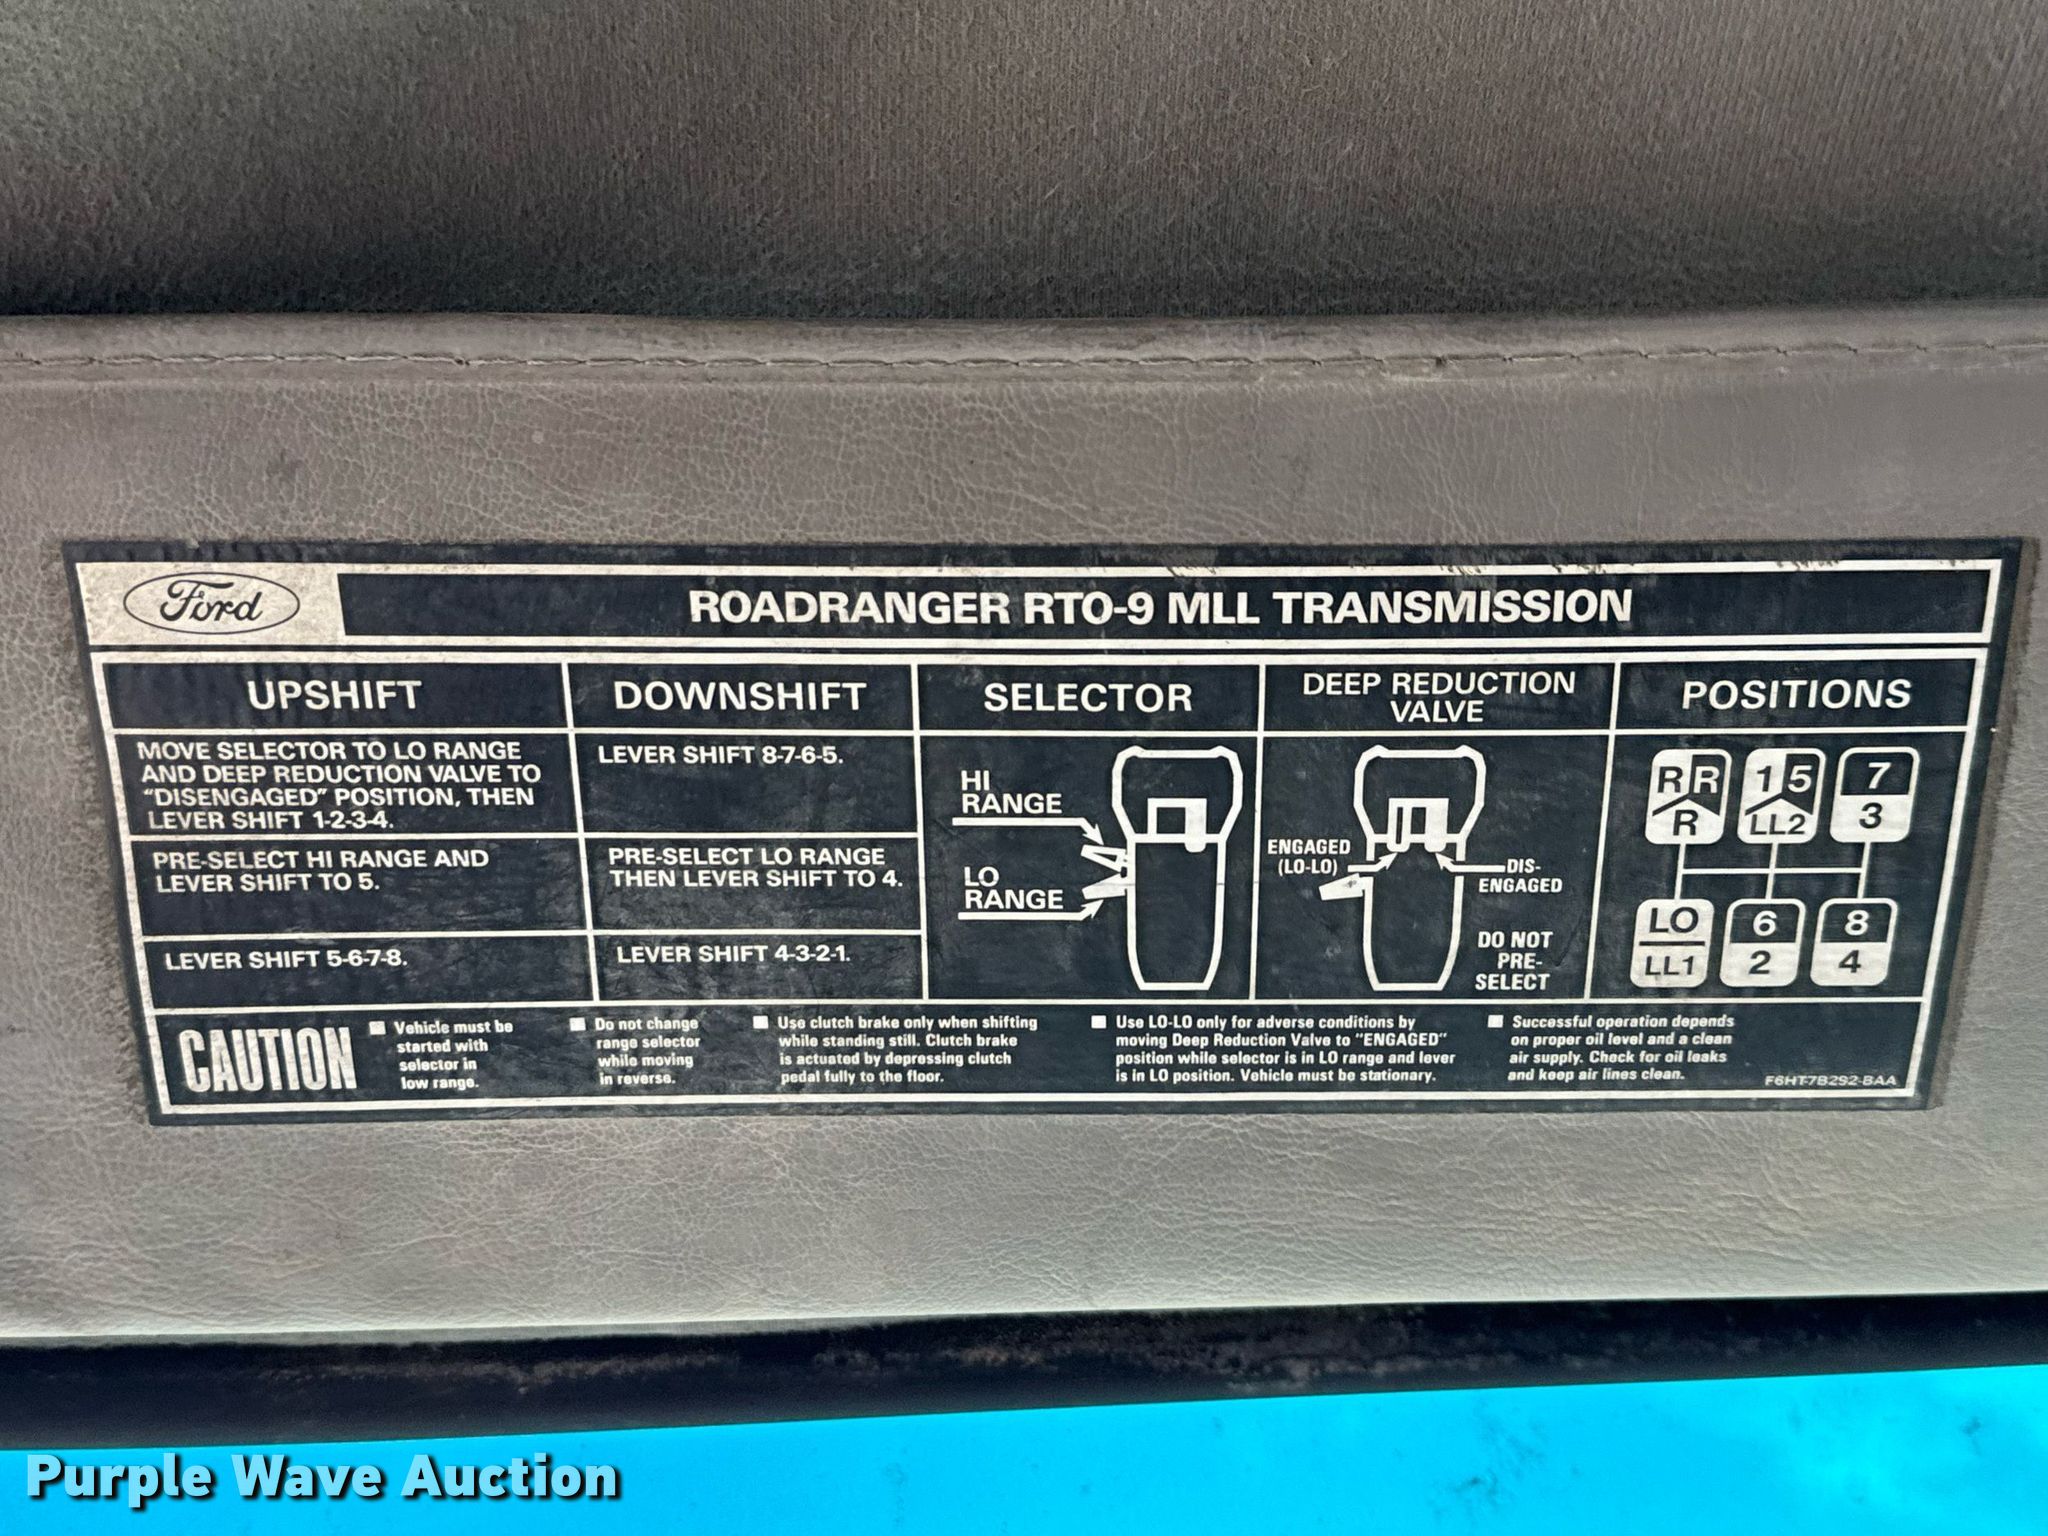 Ford
ROADRANGER RTO-9 MLL TRANSMISSION
UPSHIFT
MOVE SELECTOR TO LO RANGE
AND DEEP REDUCTION VALVE TO
"DISENGAGED" POSITION, THEN
LEVER SHIFT 1-2-3-4.
PRE-SELECT HI RANGE AND
LEVER SHIFT TO 5.
LEVER SHIFT 5-6-7-8.
DOWNSHIFT
LEVER SHIFT 8-7-6-5.
PRE-SELECT LO RANGE
THEN LEVER SHIFT TO 4.
LEVER SHIFT 4-3-2-1.
SELECTOR
HI
RANGE
LO
RANGE
DEEP REDUCTION
VALVE
ENGAGED
(LO-LO)
DIS-
ENGAGED
DO NOT
PRE-
SELECT
POSITIONS
R R
R
1 5
LL2
7
3
LO
LL1
6
2
8
4
CAUTION
Vehicle must be
started with
selector in
low range.
Do not change
range selector
while moving
in reverse.
Use clutch brake only when shifting
while standing still. Clutch brake
is actuated by depressing clutch
pedal fully to the floor.
Use LO-LO only for adverse conditions by
moving Deep Reduction Valve to "ENGAGED"
position while selector is in LO range and lever
is in LO position. Vehicle must be stationary.
Successful operation depends
on proper oil level and a clean
air supply. Check for oil leaks
and keep air lines clean.
F6HT-7B292-BAA
Purple Wave Auction